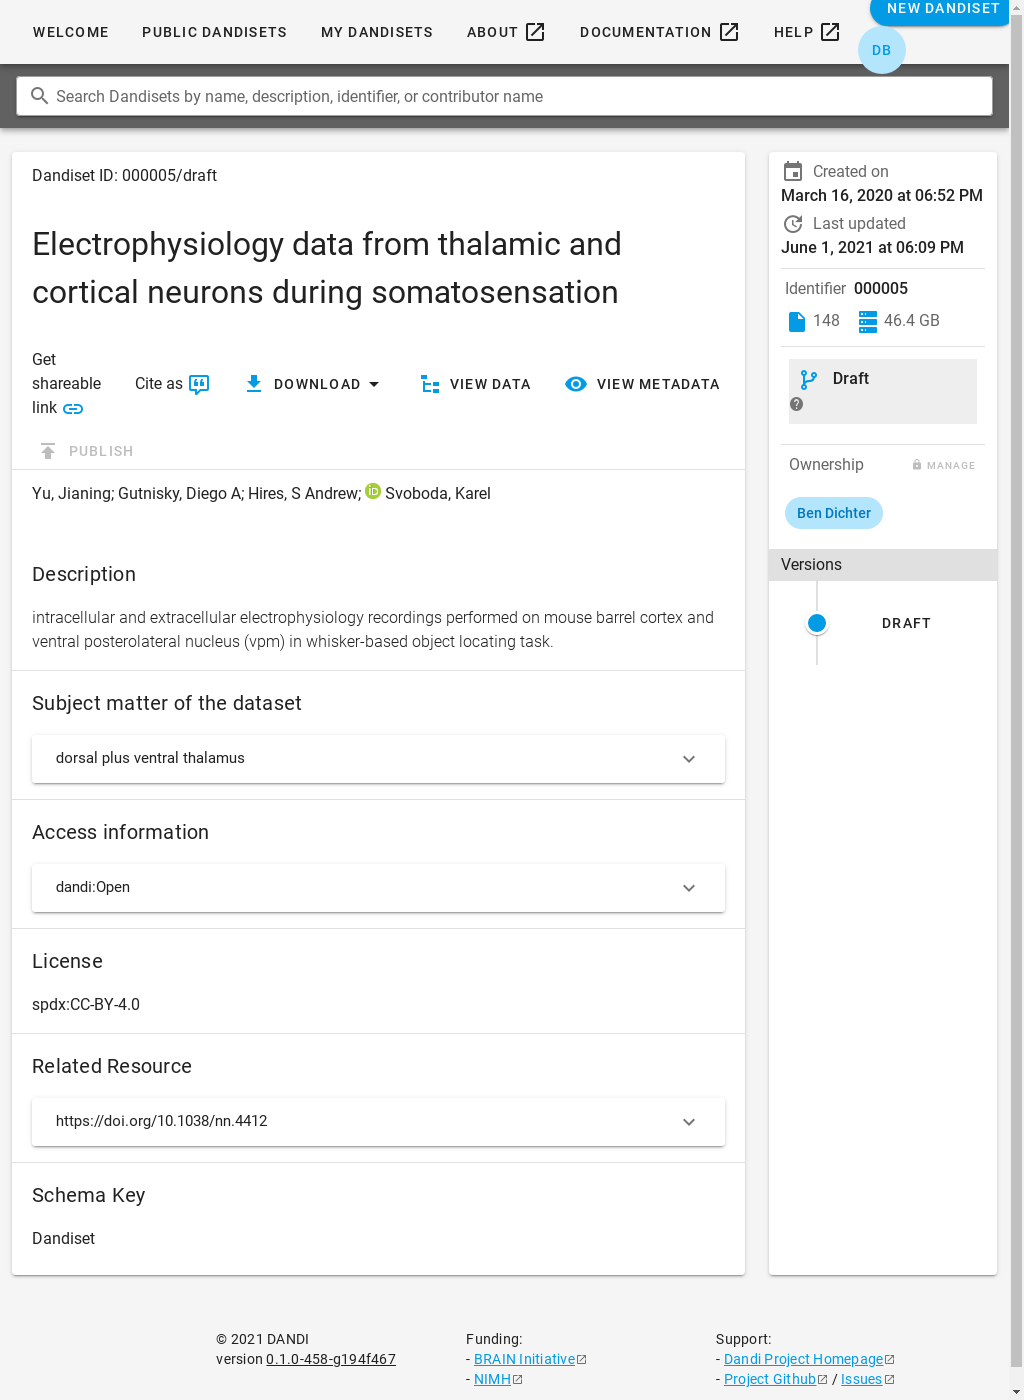 WELCOME PUBLIC DANDISETS MY DANDISETS ABOUT DOCUMENTATION HELP NEW DANDISET
DB
Search Dandisets by name, description, identifier, or contributor name
Dandiset ID: 000005/draft
Electrophysiology data from thalamic and
cortical neurons during somatosensation
Get
shareable
link
Cite as
DOWNLOAD
VIEW DATA
VIEW METADATA
PUBLISH
Yu, Jianing; Gutnisky, Diego A; Hires, S Andrew; iD Svoboda, Karel
Description
intracellular and extracellular electrophysiology recordings performed on mouse barrel cortex and
ventral posterolateral nucleus (vpm) in whisker-based object locating task.
Subject matter of the dataset
dorsal plus ventral thalamus
Access information
dandi:Open
License
spdx:CC-BY-4.0
Related Resource
https://doi.org/10.1038/nn.4412
Schema Key
Dandiset
Created on
March 16, 2020 at 06:52 PM
Last updated
June 1, 2021 at 06:09 PM
Identifier 000005
148 46.4 GB
Draft
Ownership MANAGE
Ben Dichter
Versions
DRAFT
© 2021 DANDI
version 0.1.0-458-g194f467
Funding:
- BRAIN Initiative
- NIMH
Support:
- Dandi Project Homepage
- Project Github / Issues